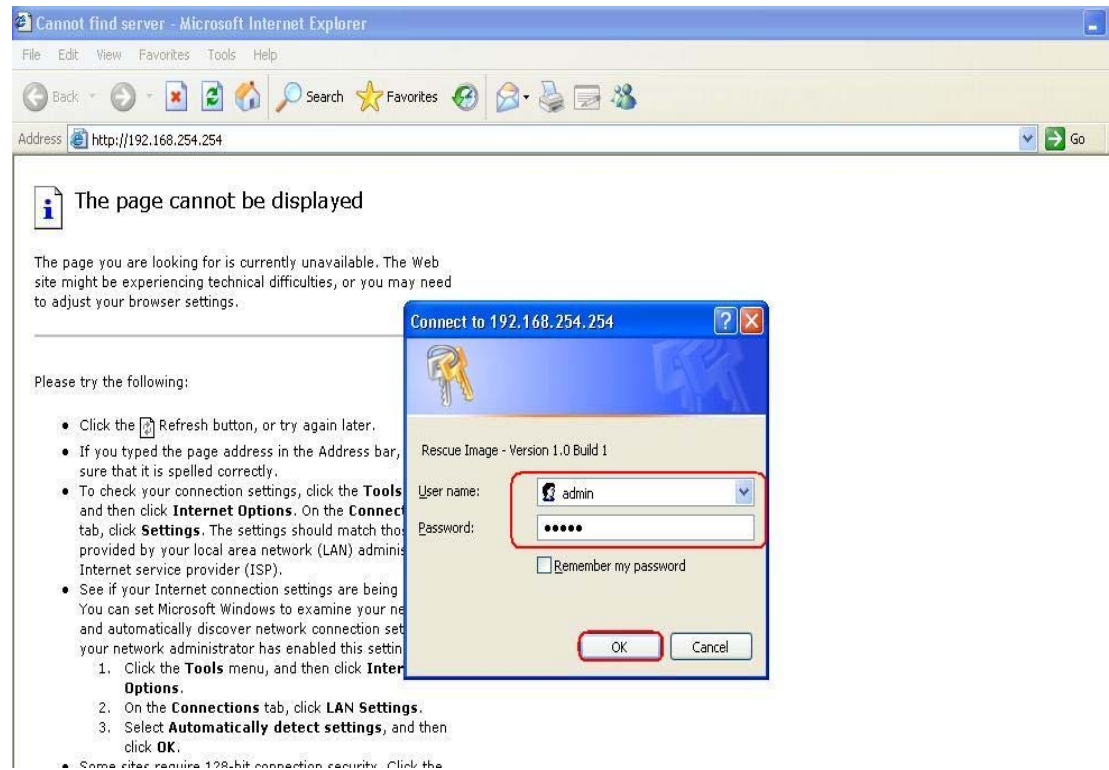 Cannot find server - Microsoft Internet Explorer
File Edit View Favorites Tools Help
Back Search Favorites
Address http://192.168.254.254 Go
The page cannot be displayed
The page you are looking for is currently unavailable. The Web
site might be experiencing technical difficulties, or you may need
to adjust your browser settings.
Please try the following:
Click the Refresh button, or try again later.
If you typed the page address in the Address bar,
sure that it is spelled correctly.
To check your connection settings, click the Tools
and then click Internet Options. On the
tab, click Settings. The settings should match
provided by your local area network (LAN)
Internet service provider (ISP).
See if your Internet connection settings are being
You can set Microsoft Windows to examine your
and automatically discover network connection
your network administrator has enabled this
1. Click the Tools menu, and then click
Options.
2. On the Connections tab, click LAN Settings.
3. Select Automatically detect settings, and then
click OK.
Some sites require 128-bit connection security. Click the
Connect to 192.168.254.254
Rescue Image - Version 1.0 Build 1
User name: admin
Password: •••••
Remember my password
OK Cancel